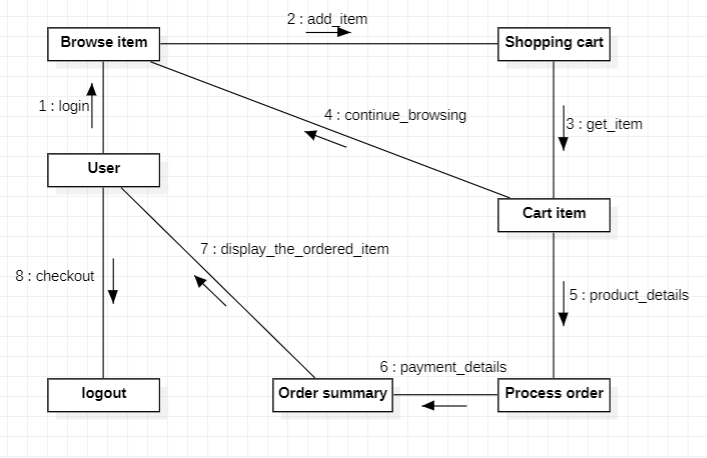 2 : add_item
Browse item
Shopping cart
1 : login
4 : continue_browsing
3 : get_item
User
Cart item
7 : display_the_ordered_item
8 : checkout
5 : product_details
6 : payment_details
logout
Order summary
Process order